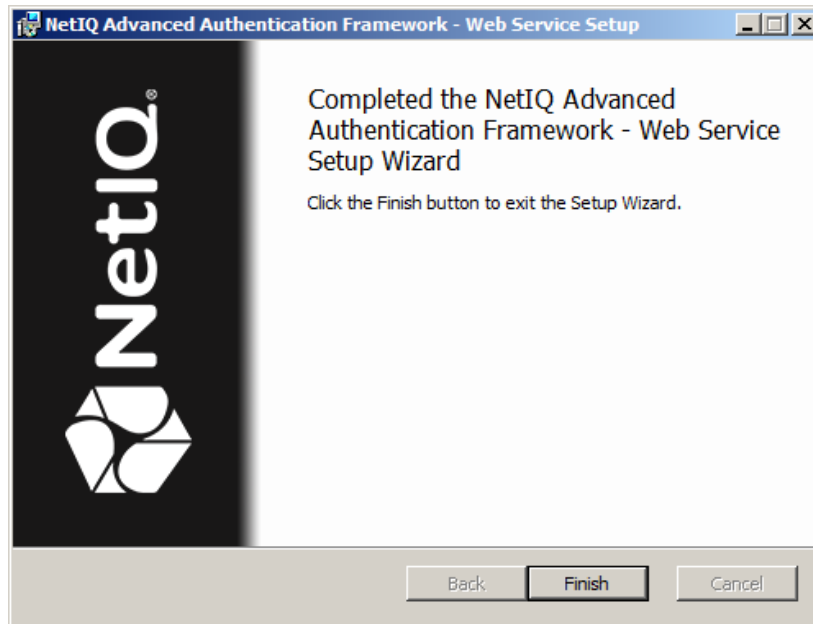 NetIQ Advanced Authentication Framework - Web Service Setup
NetIQ®
Completed the NetIQ Advanced
Authentication Framework - Web Service
Setup Wizard
Click the Finish button to exit the Setup Wizard.
Back
Finish
Cancel